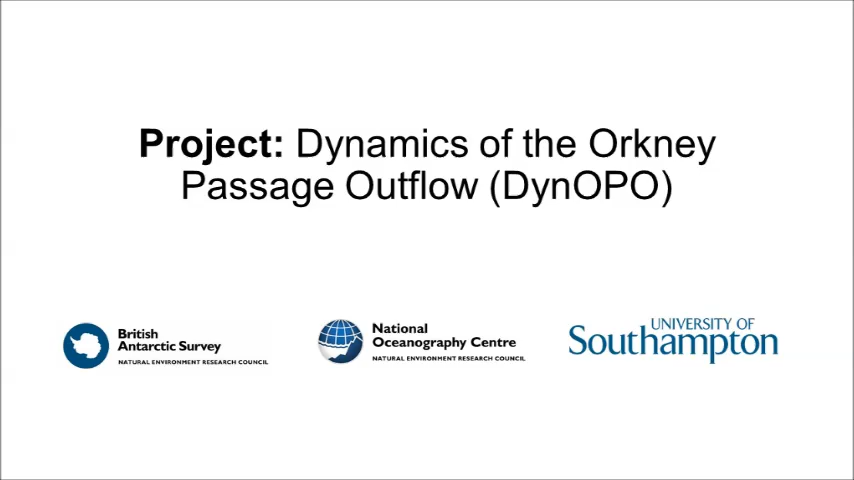 Project: Dynamics of the Orkney
Passage Outflow (DynOPO)
British
Antarctic Survey
NATURAL ENVIRONMENT RESEARCH COUNCIL
National
Oceanography Centre
NATURAL ENVIRONMENT RESEARCH COUNCIL
UNIVERSITY OF
Southampton